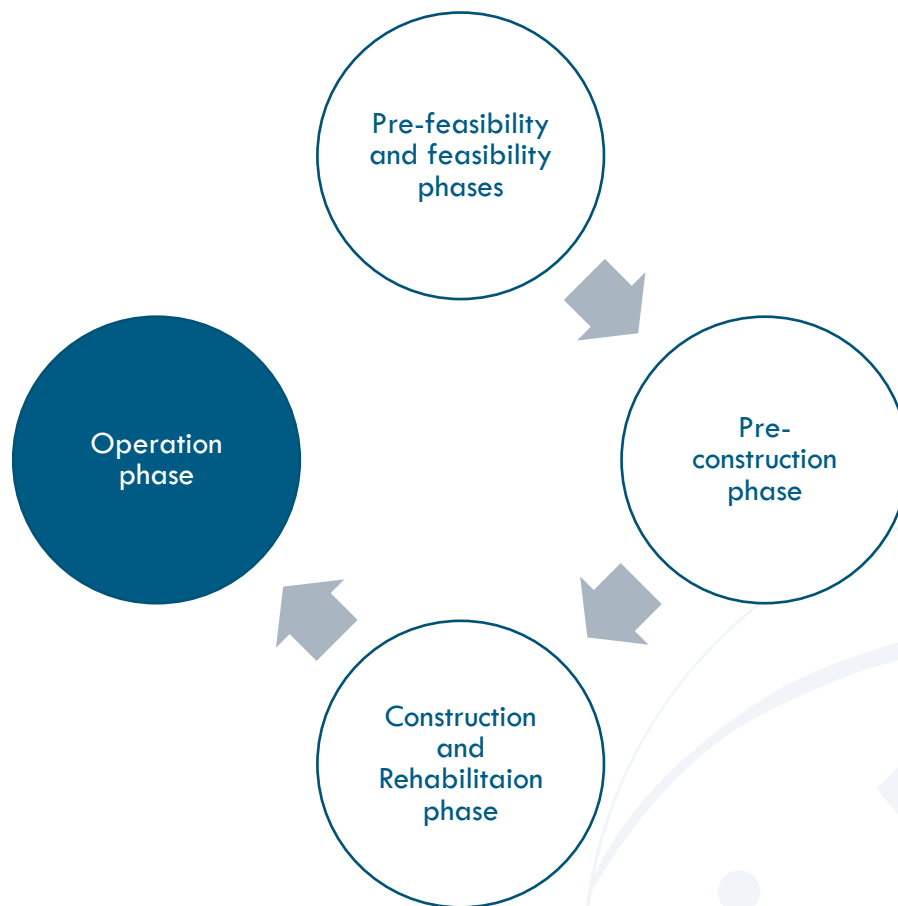 Pre-feasibility
and feasibility
phases
Pre-
construction
phase
Construction
and
Rehabilitaion
phase
Operation
phase